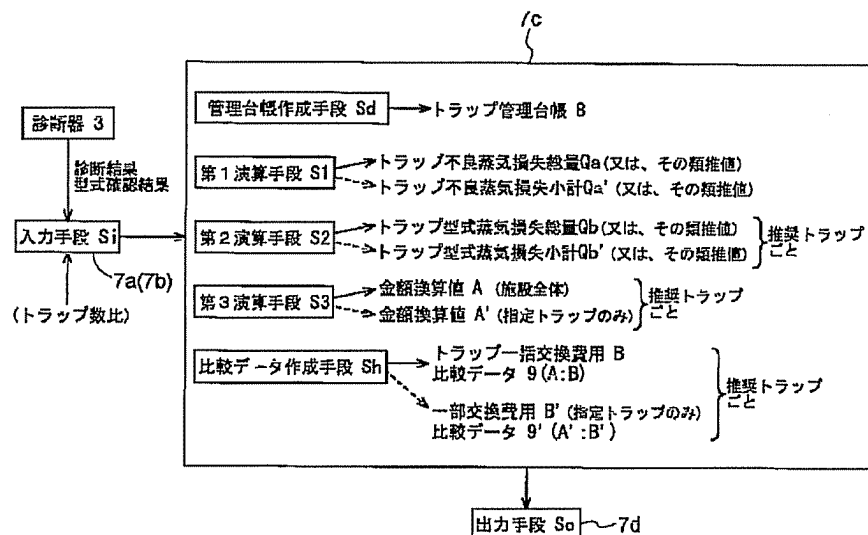 7c
管理台帳作成手段 Sd
トラップ管理台帳 8
診断器 3
診断結果
型式確認結果
第1演算手段 S1
トラップ不良蒸気損失総量Qa (又は、その類推値)
トラップ不良蒸気損失小計Qa' (又は、その類推値)
入力手段 Si
7a(7b)
(トラップ数比)
第2演算手段 S2
トラップ型式蒸気損失総量Qb (又は、その類推値)
トラップ型式蒸気損失小計Qb' (又は、その類推値)
推奨トラップ
ごと
第3演算手段 S3
金額換算値 A (施設全体)
金額換算値 A' (指定トラップのみ)
推奨トラップ
ごと
比較データ作成手段 Sh
トラップ一括交換費用 B
比較データ 9(A:B)
一部交換費用 B' (指定トラップのみ)
比較データ 9' (A':B')
推奨トラップ
ごと
出力手段 So
7d